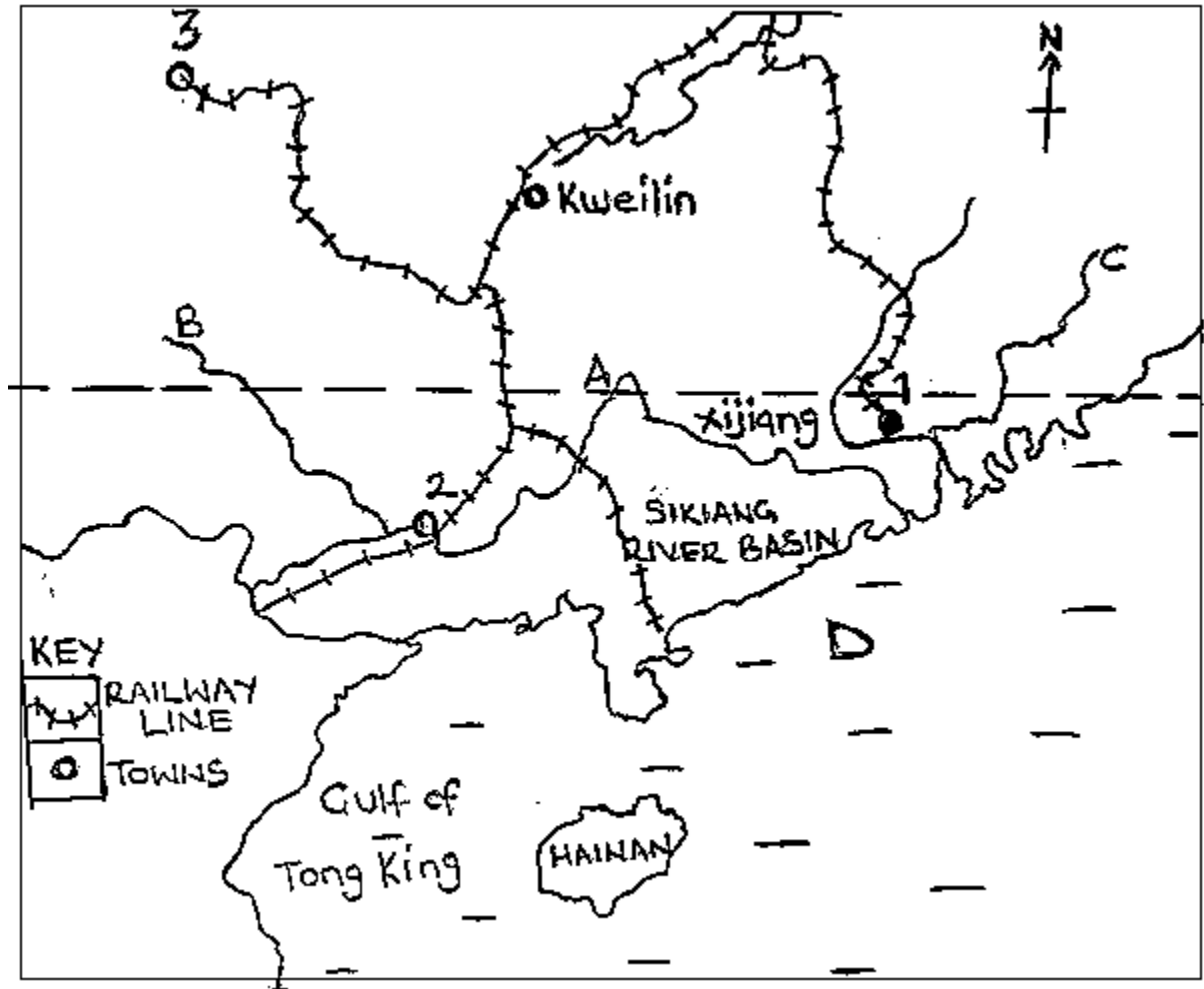 3
N
Kweilin
C
B
A
1
xijiang
2
SIKIANG
RIVER BASIN
D
KEY
RAILWAY
LINE
TOWNS
Gulf of
Tong King
HAINAN